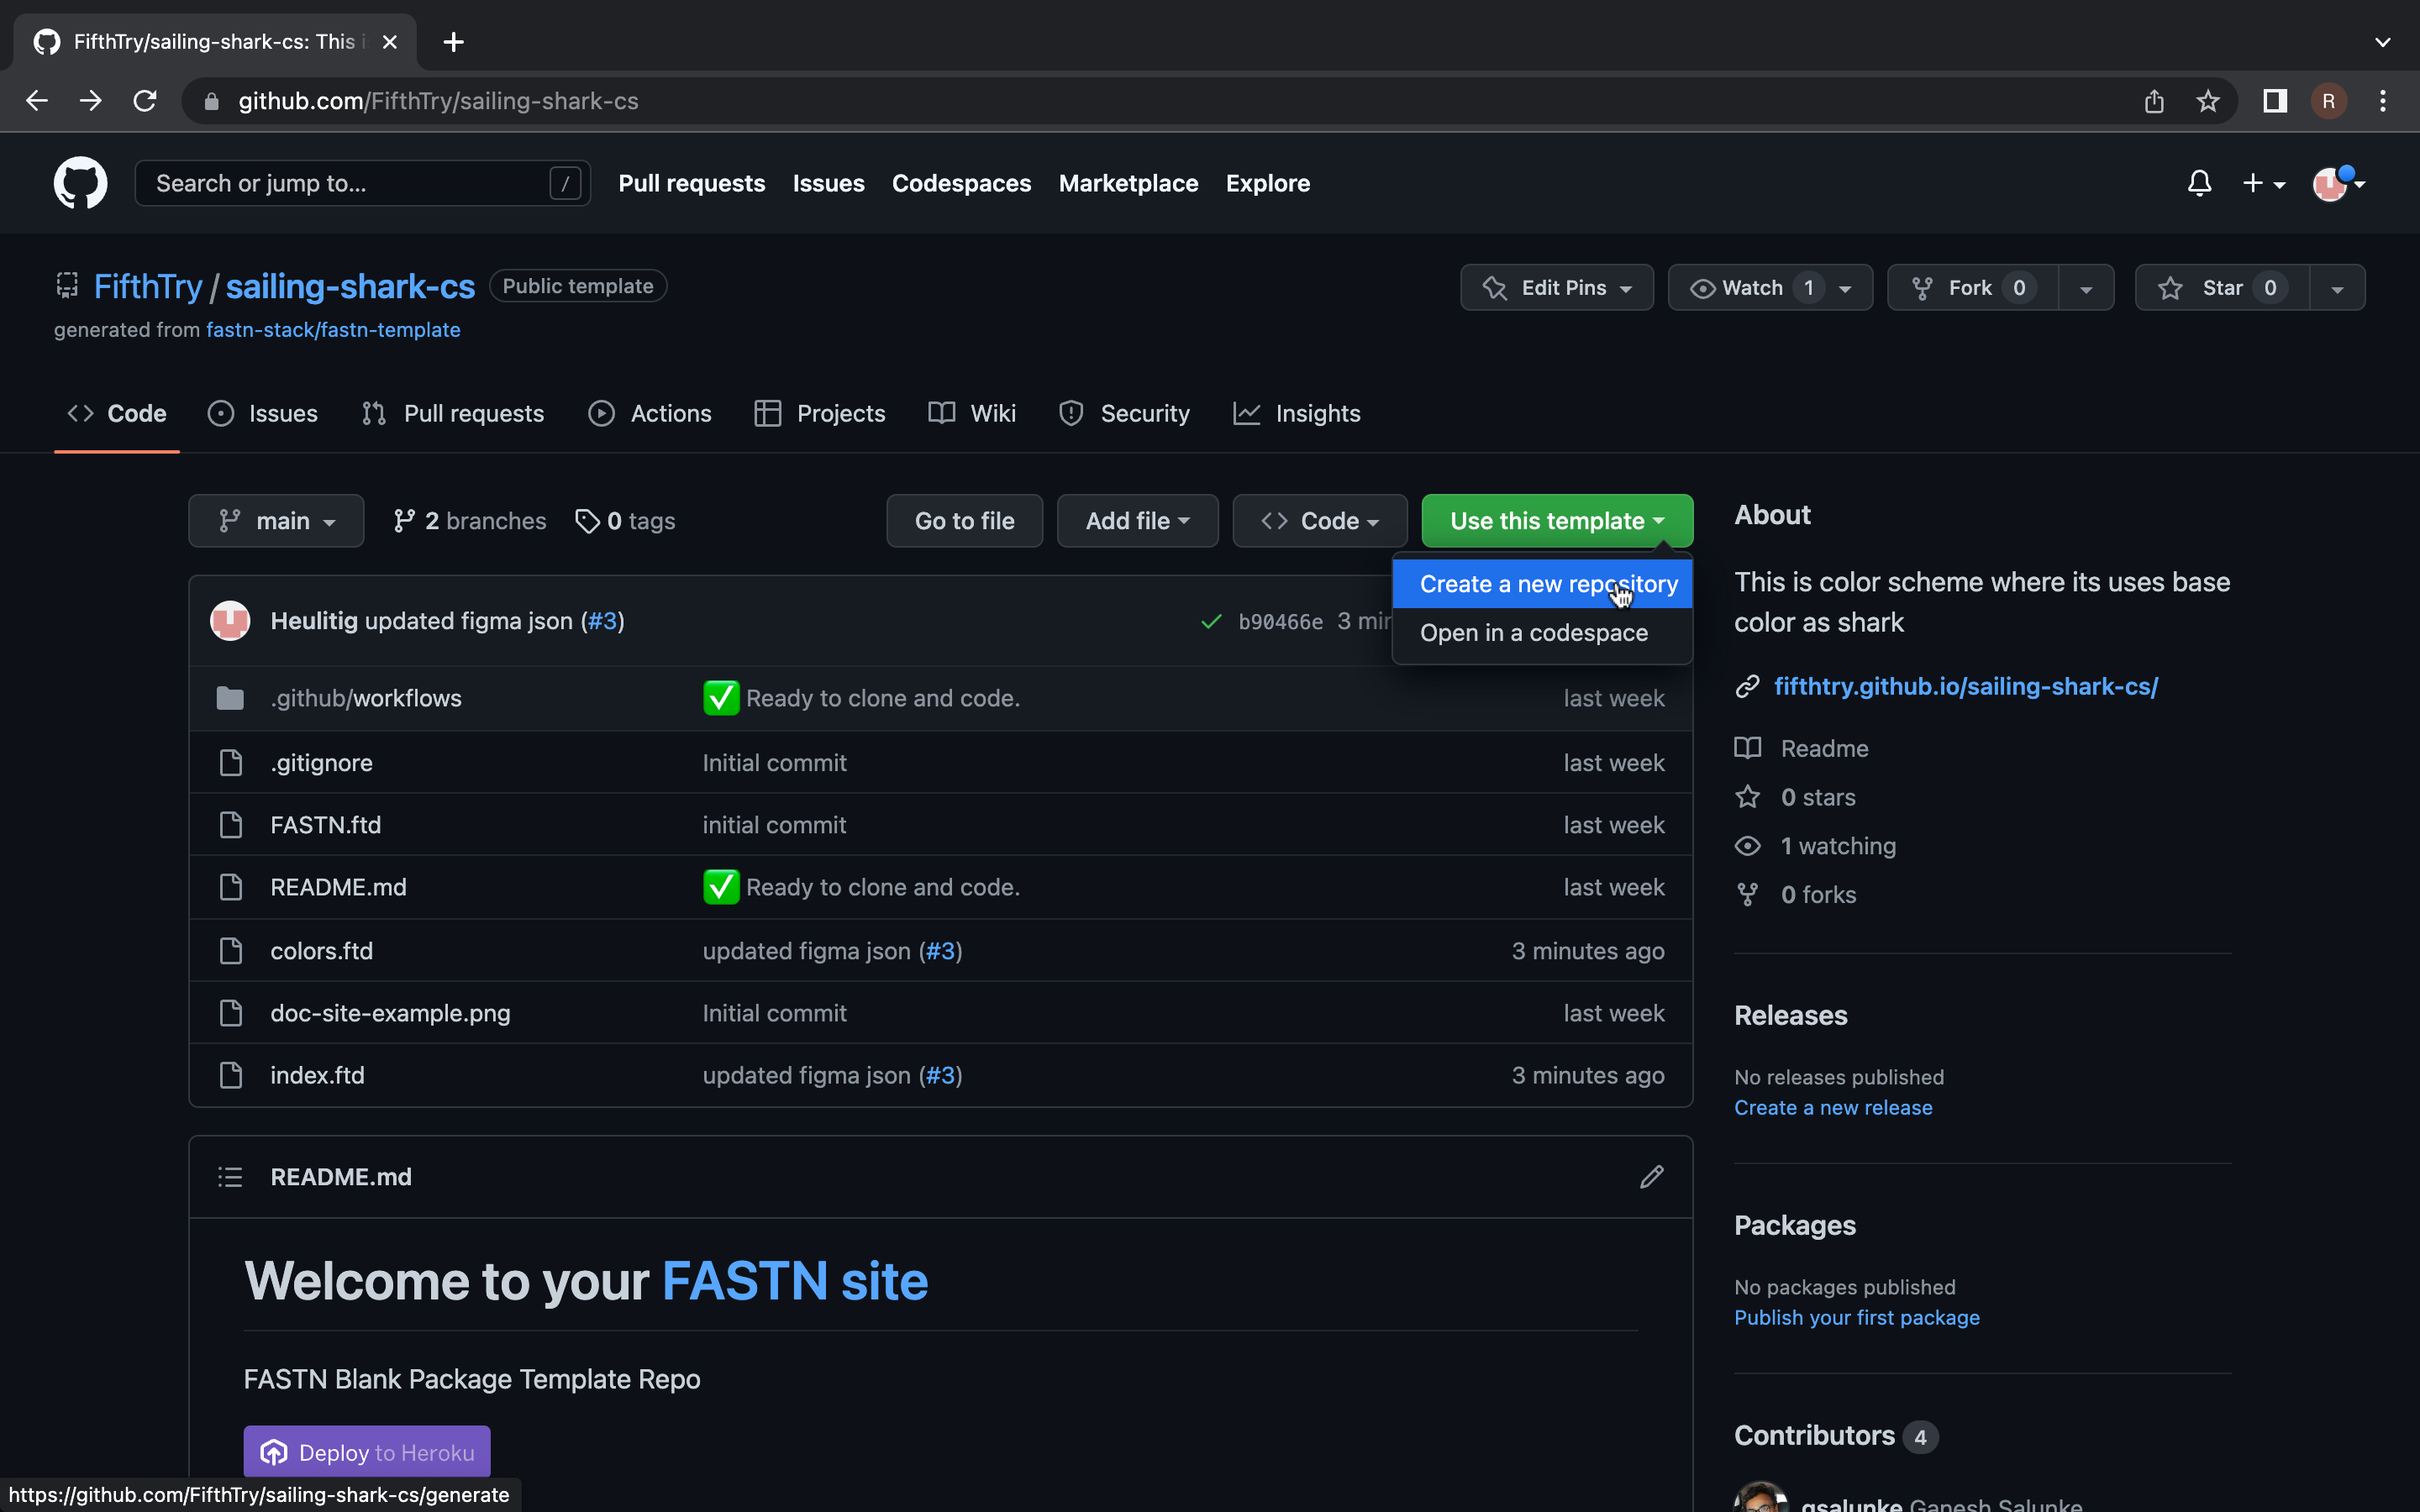 FifthTry/sailing-shark-cs: This i
github.com/FifthTry/sailing-shark-cs
R
Search or jump to... /
Pull requests Issues Codespaces Marketplace Explore
FifthTry / sailing-shark-cs Public template
generated from fastn-stack/fastn-template
Edit Pins Watch 1 Fork 0 Star 0
Code Issues Pull requests Actions Projects Wiki Security Insights
main 2 branches 0 tags Go to file Add file Code Use this template
Create a new repository
Open in a codespace
Heulitig updated figma json (#3) b90466e 3 min
.github/workflows ✅ Ready to clone and code. last week
.gitignore Initial commit last week
FASTN.ftd initial commit last week
README.md ✅ Ready to clone and code. last week
colors.ftd updated figma json (#3) 3 minutes ago
doc-site-example.png Initial commit last week
index.ftd updated figma json (#3) 3 minutes ago
README.md
Welcome to your FASTN site
FASTN Blank Package Template Repo
Deploy to Heroku
https://github.com/FifthTry/sailing-shark-cs/generate
About
This is color scheme where its uses base
color as shark
fifthtry.github.io/sailing-shark-cs/
Readme
0 stars
1 watching
0 forks
Releases
No releases published
Create a new release
Packages
No packages published
Publish your first package
Contributors 4
gsalunke Ganesh Salunke